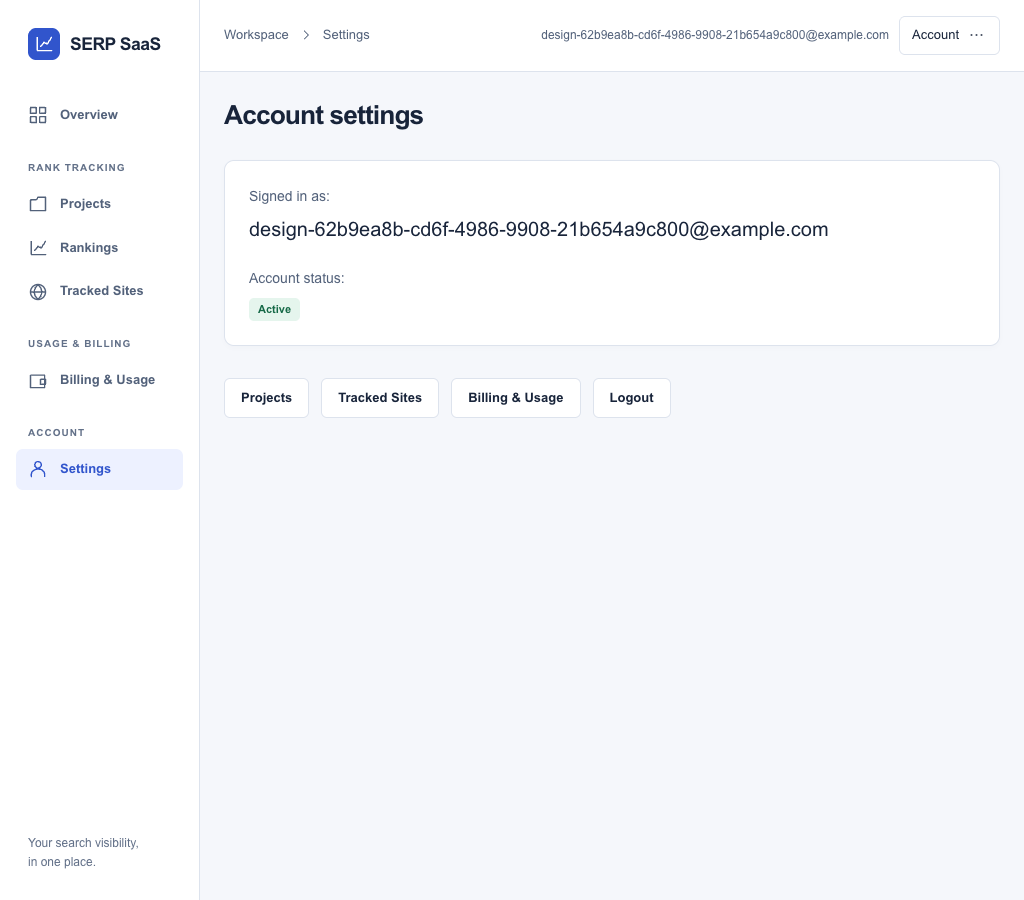 SERP SaaS
Overview
RANK TRACKING
Projects
Rankings
Tracked Sites
USAGE & BILLING
Billing & Usage
ACCOUNT
Settings
Your search visibility,
in one place.
Workspace > Settings
design-62b9ea8b-cd6f-4986-9908-21b654a9c800@example.com
Account ···
Account settings
Signed in as:
design-62b9ea8b-cd6f-4986-9908-21b654a9c800@example.com
Account status:
Active
Projects
Tracked Sites
Billing & Usage
Logout